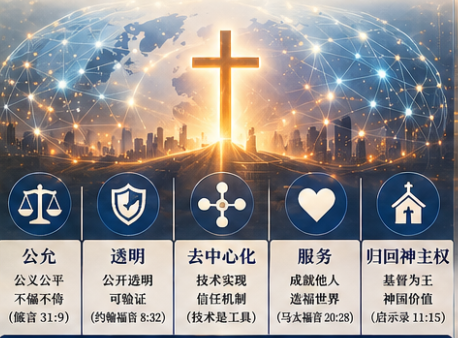 公允
公义公平
不偏不倚
(箴言 31:9)
透明
公开透明
可验证
(约翰福音 8:32)
去中心化
技术实现
信任机制
(技术是工具)
服务
成就他人
造福世界
(马太福音 20:28)
归回神主权
基督为王
神国价值
(启示录 11:15)